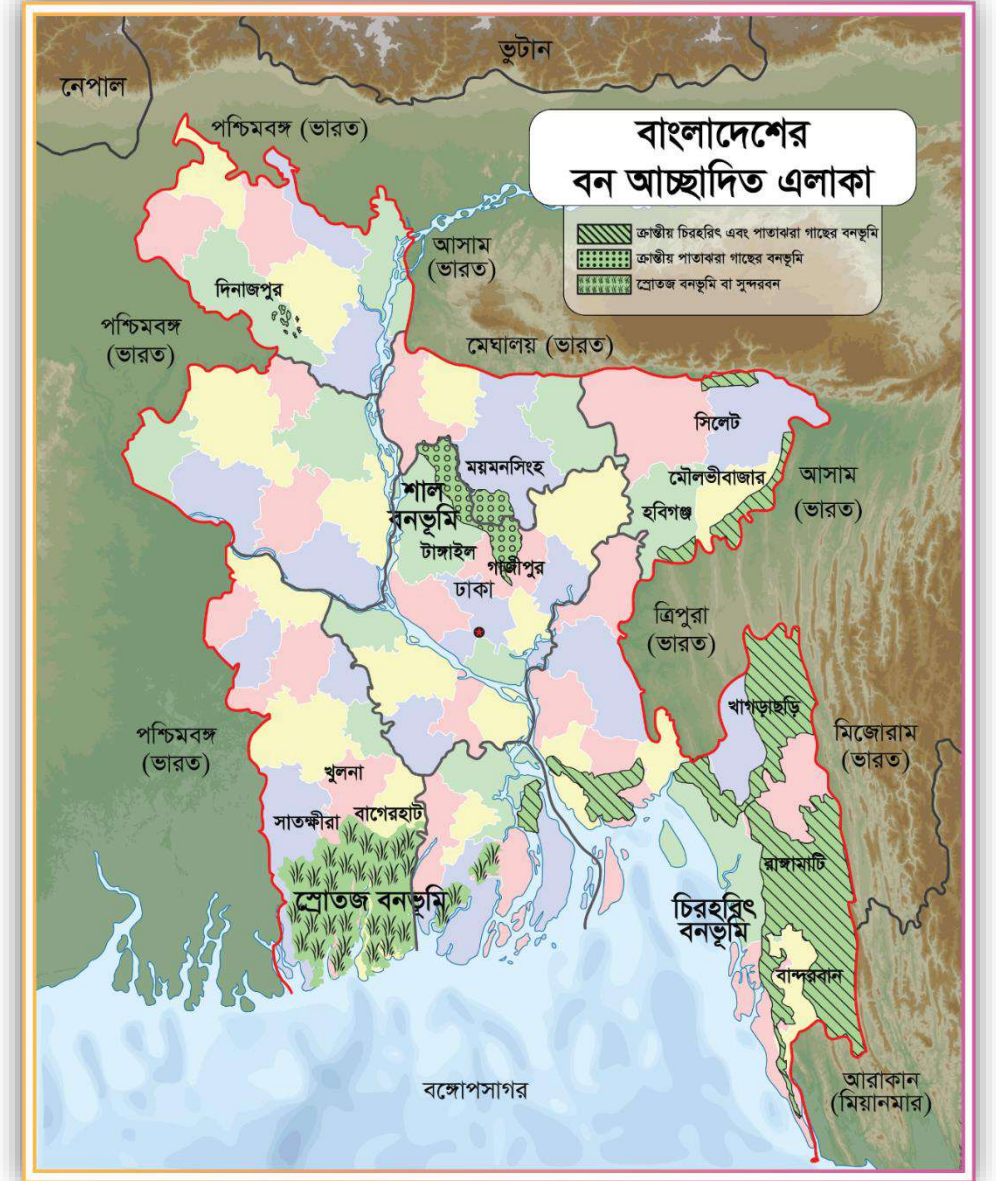 ভুটান
নেপাল
পশ্চিমবঙ্গ (ভারত)
বাংলাদেশের
বন আচ্ছাদিত এলাকা
ক্রান্তীয় চিরহরিৎ এবং পাতাঝরা গাছের বনভূমি
ক্রান্তীয় পাতাঝরা গাছের বনভূমি
স্রোতজ বনভূমি বা সুন্দরবন
আসাম
(ভারত)
দিনাজপুর
পশ্চিমবঙ্গ
(ভারত)
মেঘালয় (ভারত)
সিলেট
ময়মনসিংহ
মৌলভীবাজার
আসাম
(ভারত)
শাল
বনভূমি
হবিগঞ্জ
টাঙ্গাইল
গাজীপুর
ঢাকা
ত্রিপুরা
(ভারত)
খাগড়াছড়ি
পশ্চিমবঙ্গ
(ভারত)
মিজোরাম
(ভারত)
খুলনা
সাতক্ষীরা
বাগেরহাট
রাঙ্গামাটি
স্রোতজ বনভূমি
চিরহরিৎ
বনভূমি
বান্দরবান
বঙ্গোপসাগর
আরাকান
(মিয়ানমার)